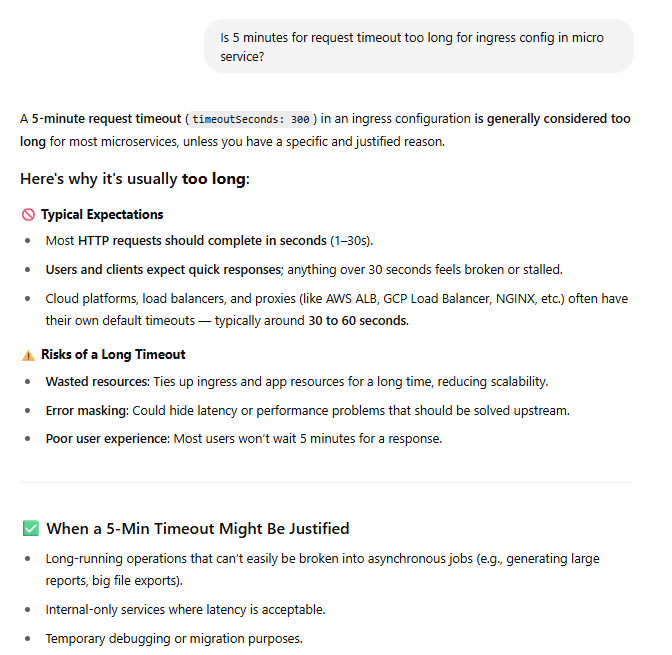 Is 5 minutes for request timeout too long for ingress config in micro
service?
A 5-minute request timeout (timeoutSeconds: 300) in an ingress configuration is generally considered too
long for most microservices, unless you have a specific and justified reason.
Here's why it's usually too long:
🚫 Typical Expectations
• Most HTTP requests should complete in seconds (1–30s).
• Users and clients expect quick responses; anything over 30 seconds feels broken or stalled.
• Cloud platforms, load balancers, and proxies (like AWS ALB, GCP Load Balancer, NGINX, etc.) often have
their own default timeouts — typically around 30 to 60 seconds.
⚠️ Risks of a Long Timeout
• Wasted resources: Ties up ingress and app resources for a long time, reducing scalability.
• Error masking: Could hide latency or performance problems that should be solved upstream.
• Poor user experience: Most users won’t wait 5 minutes for a response.
✅ When a 5-Min Timeout Might Be Justified
• Long-running operations that can’t easily be broken into asynchronous jobs (e.g., generating large
reports, big file exports).
• Internal-only services where latency is acceptable.
• Temporary debugging or migration purposes.